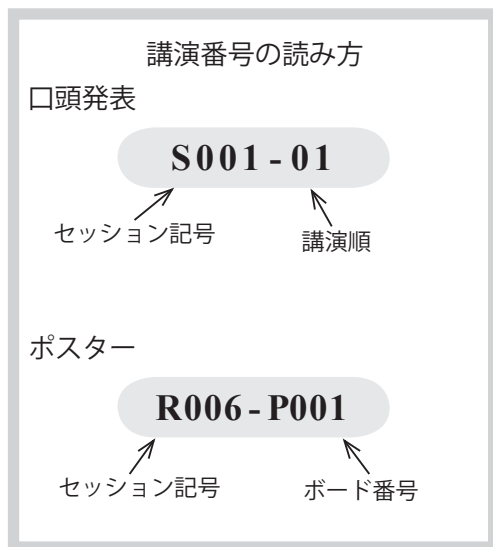 講演番号の読み方
口頭発表
S001-01
セッション記号 講演順
ポスター
R006-P001
セッション記号 ボード番号